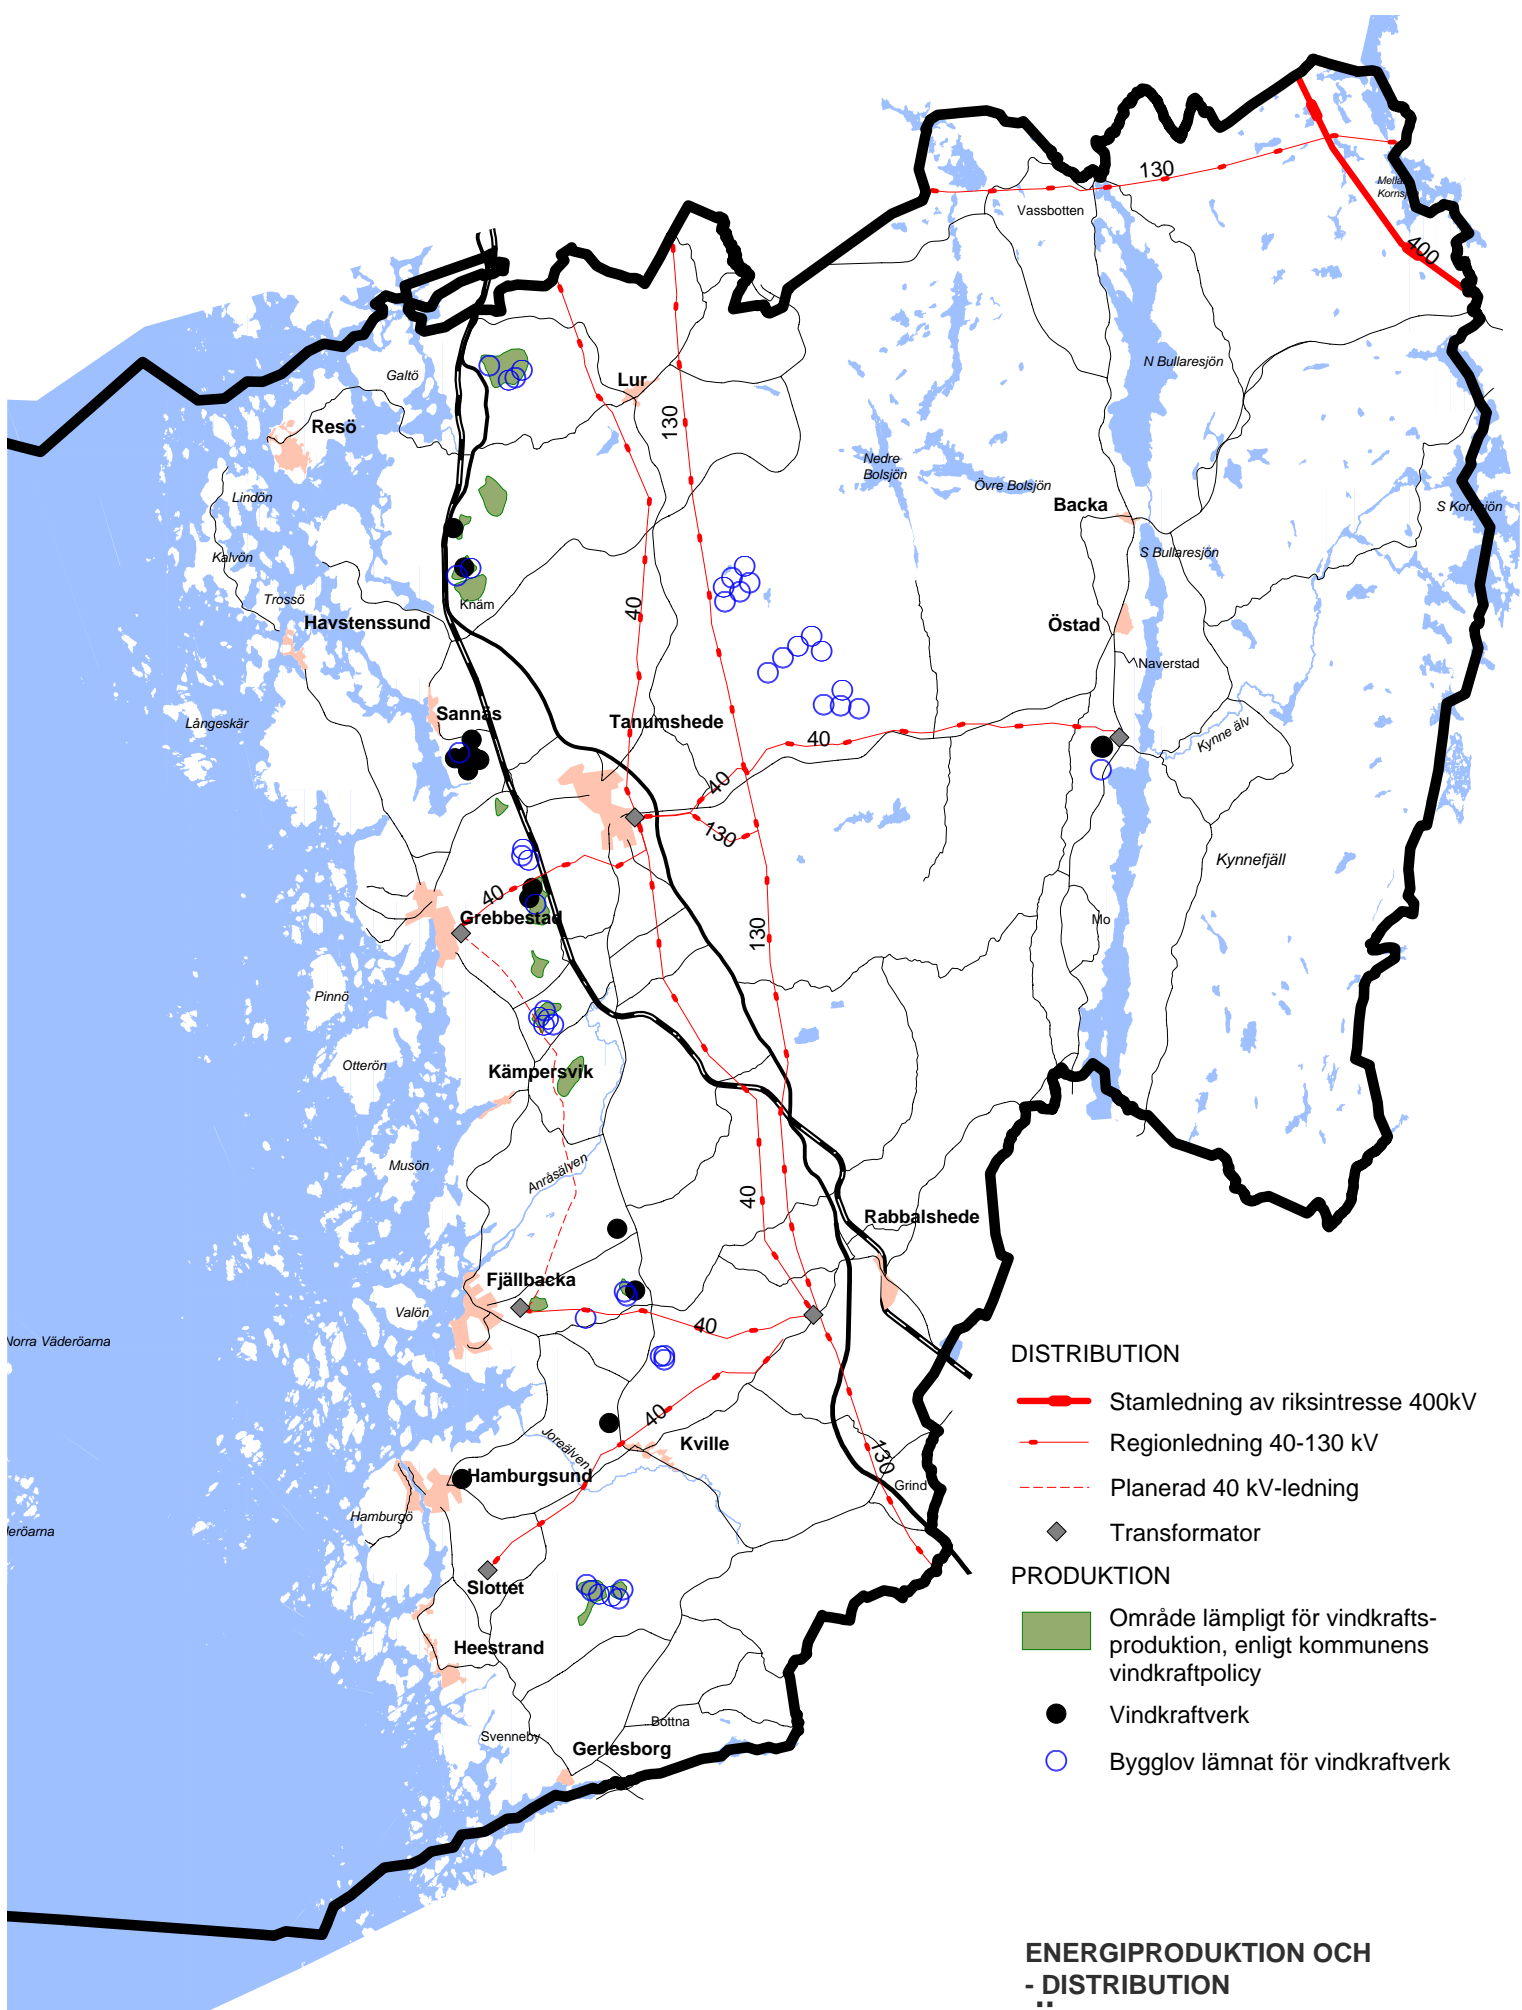 130
Vassbotten
Kornsjön
400
N Bullaresjön
Galtö
Lur
130
Resö
Nedre
Bolsjön
Övre Bolsjön
Lindön
Backa
S Kornsjön
Kalvön
S Bullaresjön
Trossö
Knäm
40
Havstenssund
Östad
Naverstad
Långeskär
Sannäs
Tanumshede
40
Kynne älv
40
130
Kynnefjäll
40
Grebbestad
Mo
130
Pinnö
Otterön
Kämpersvik
Musön
Anråsälven
40
Rabbalshede
Fjällbacka
Valön
40
Norra Väderöarna
DISTRIBUTION
Stamledning av riksintresse 400kV
40
Joreälven
Kville
Regionledning 40-130 kV
130
Hamburgsund
Grind
Planerad 40 kV-ledning
Hamburgö
deröarna
Transformator
PRODUKTION
Slottet
Område lämpligt för vindkrafts-
produktion, enligt kommunens
vindkraftpolicy
Heestrand
Vindkraftverk
Bottna
Svenneby
Gerlesborg
Bygglov lämnat för vindkraftverk
ENERGIPRODUKTION OCH
- DISTRIBUTION